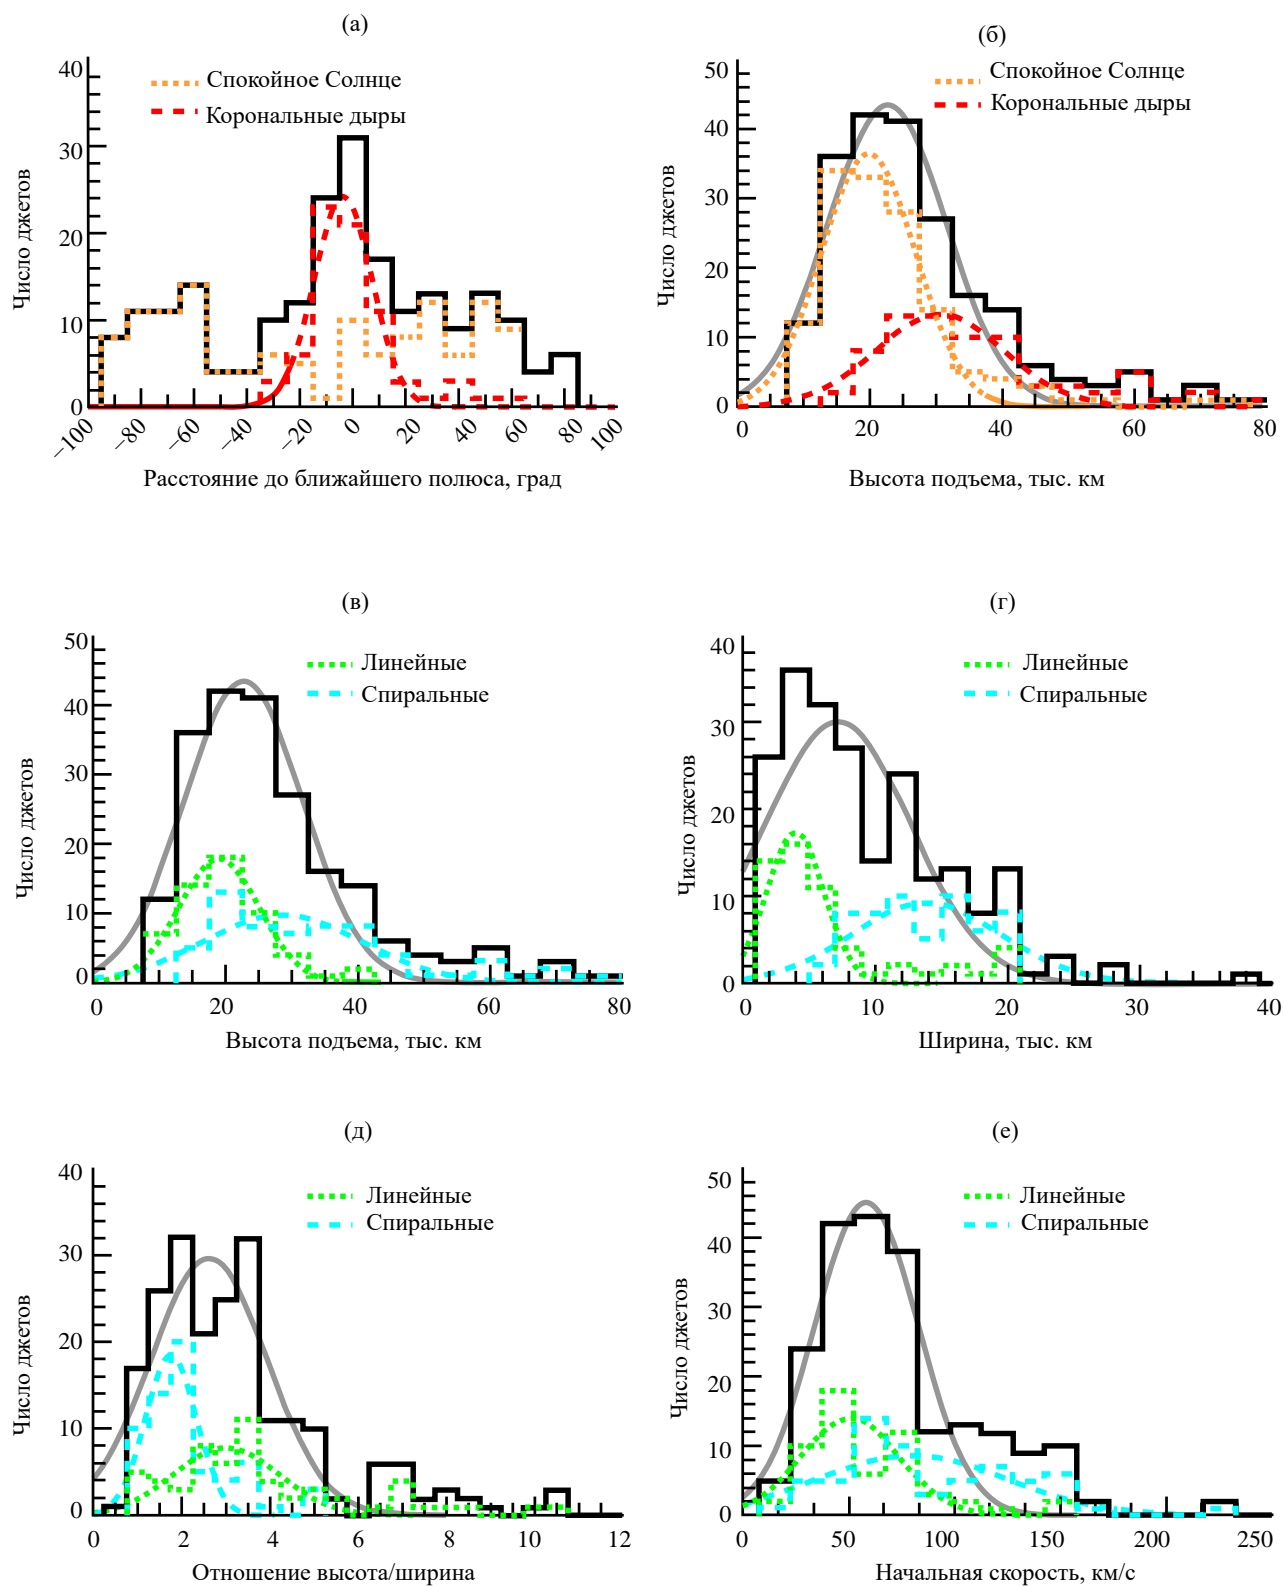 (а)
40
30
20
10
0
Число джетов
Спокойное Солнце
Корональные дыры
–100 –80 –60 –40 –20 0 20 40 0 60 80 100
Расстояние до ближайшего полюса, град
(б)
50
40
30
20
10
0
Число джетов
Спокойное Солнце
Корональные дыры
0 20 40 60 80
Высота подъема, тыс. км
(в)
50
40
30
20
10
0
Число джетов
Линейные
Спиральные
0 20 40 60 80
Высота подъема, тыс. км
(г)
40
30
20
10
0
Число джетов
Линейные
Спиральные
0 10 20 30 40
Ширина, тыс. км
(д)
40
30
20
10
0
Число джетов
Линейные
Спиральные
0 2 4 6 8 10 12
Отношение высота/ширина
(е)
50
40
30
20
10
0
Число джетов
Линейные
Спиральные
0 50 100 150 200 250
Начальная скорость, км/с